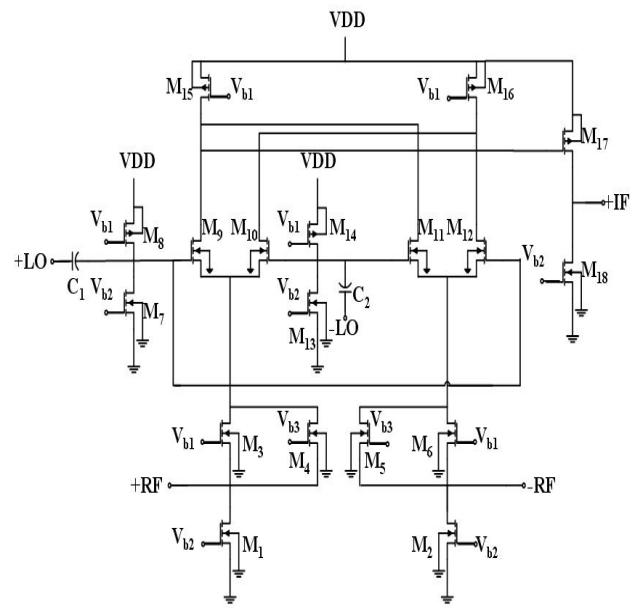 VDD
M15 Vb1 Vb1 M16
M17
VDD VDD
+IF
Vb1 M8 M9 M10 Vb1 M14 M11 M12
+LO C1 Vb2 M7 Vb2 M13 C2 -LO Vb2 M18
Vb1 M3 Vb3 M4 Vb3 M5 M6 Vb1
+RF -RF
Vb2 M1 M2 Vb2